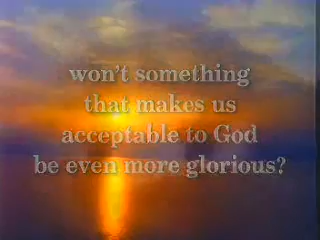 won't something
that makes us
acceptable to God
be even more glorious?